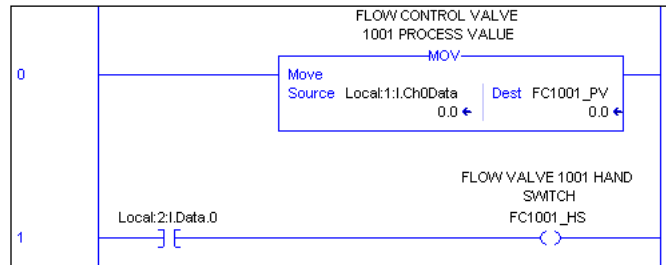 FLOW CONTROL VALVE
1001 PROCESS VALUE
MOV
0
Move
Source Local:1:I.Ch0Data Dest FC1001_PV
0.0 0.0
FLOW VALVE 1001 HAND
SWITCH
Local:2:I.Data.0 FC1001_HS
1